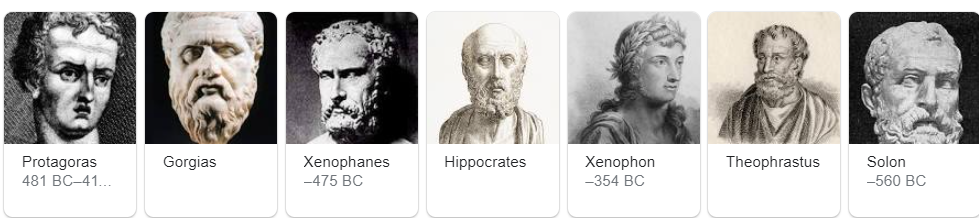 Protagoras
481 BC–41...
Gorgias
Xenophanes
–475 BC
Hippocrates
Xenophon
–354 BC
Theophrastus
Solon
–560 BC